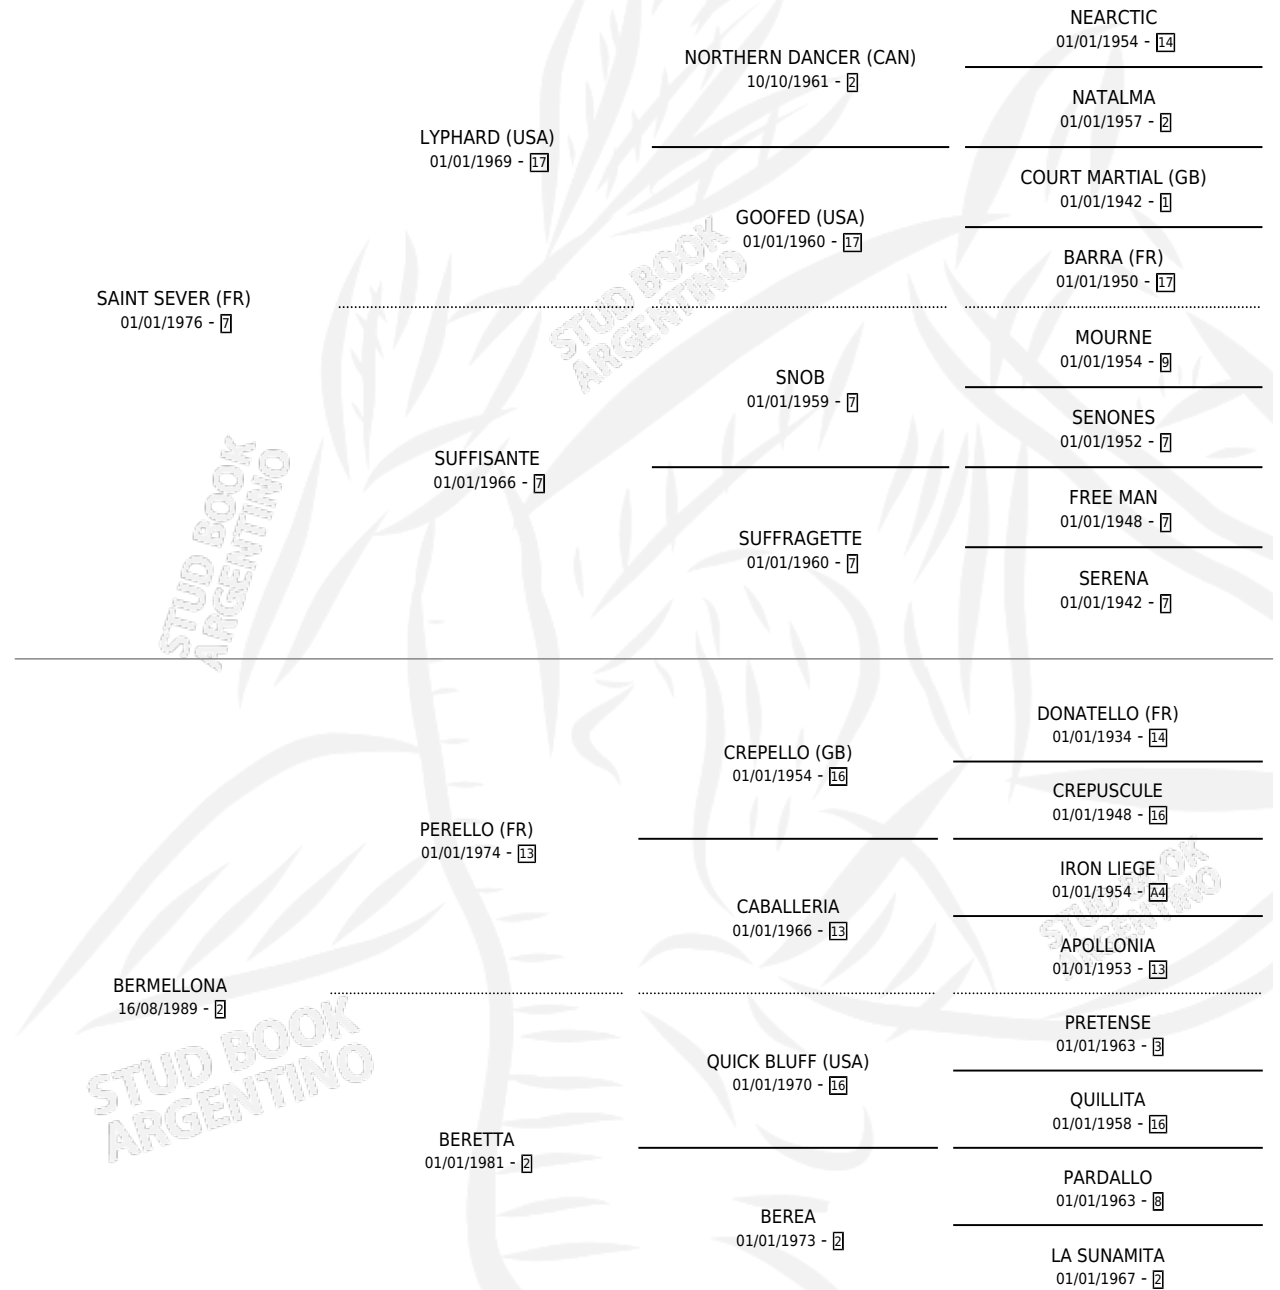 NEARCTIC
01/01/1954 - 14
NORTHERN DANCER (CAN)
10/10/1961 - 2
NATALMA
01/01/1957 - 2
LYPHARD (USA)
01/01/1969 - 17
COURT MARTIAL (GB)
01/01/1942 - 1
GOOFED (USA)
01/01/1960 - 17
BARRA (FR)
01/01/1950 - 17
SAINT SEVER (FR)
01/01/1976 - 7
STUD BOOK
ARGENTINO
MOURNE
01/01/1954 - 9
SNOB
01/01/1959 - 7
SENONES
01/01/1952 - 7
SUFFISANTE
01/01/1966 - 7
FREE MAN
01/01/1948 - 7
SUFFRAGETTE
01/01/1960 - 7
SERENA
01/01/1942 - 7
STUD BOOK
ARGENTINO
DONATELLO (FR)
01/01/1934 - 14
CREPELLO (GB)
01/01/1954 - 16
CREPUSCULE
01/01/1948 - 16
PERELLO (FR)
01/01/1974 - 13
IRON LIEGE
01/01/1954 - A4
CABALLERIA
01/01/1966 - 13
APOLLONIA
01/01/1953 - 13
STUD BOOK
ARGENTINO
BERMELLONA
16/08/1989 - 2
PRETENSE
01/01/1963 - 3
QUICK BLUFF (USA)
01/01/1970 - 16
QUILLITA
01/01/1958 - 16
STUD BOOK
ARGENTINO
BERETTA
01/01/1981 - 2
PARDALLO
01/01/1963 - 8
BEREA
01/01/1973 - 2
LA SUNAMITA
01/01/1967 - 2